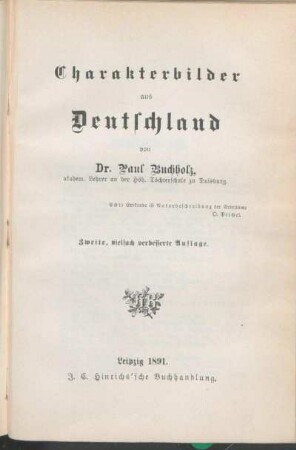 Charakterbilder
aus
Deutschland
von
Dr. Paul Buchholz,
akadem. Lehrer an der Höh. Töchterschule zu Duisburg.
der
Zweite, vielfach verbesserte Auflage.
Leipzig 1891.
J. C. Hinrichs'sche Buchhandlung.